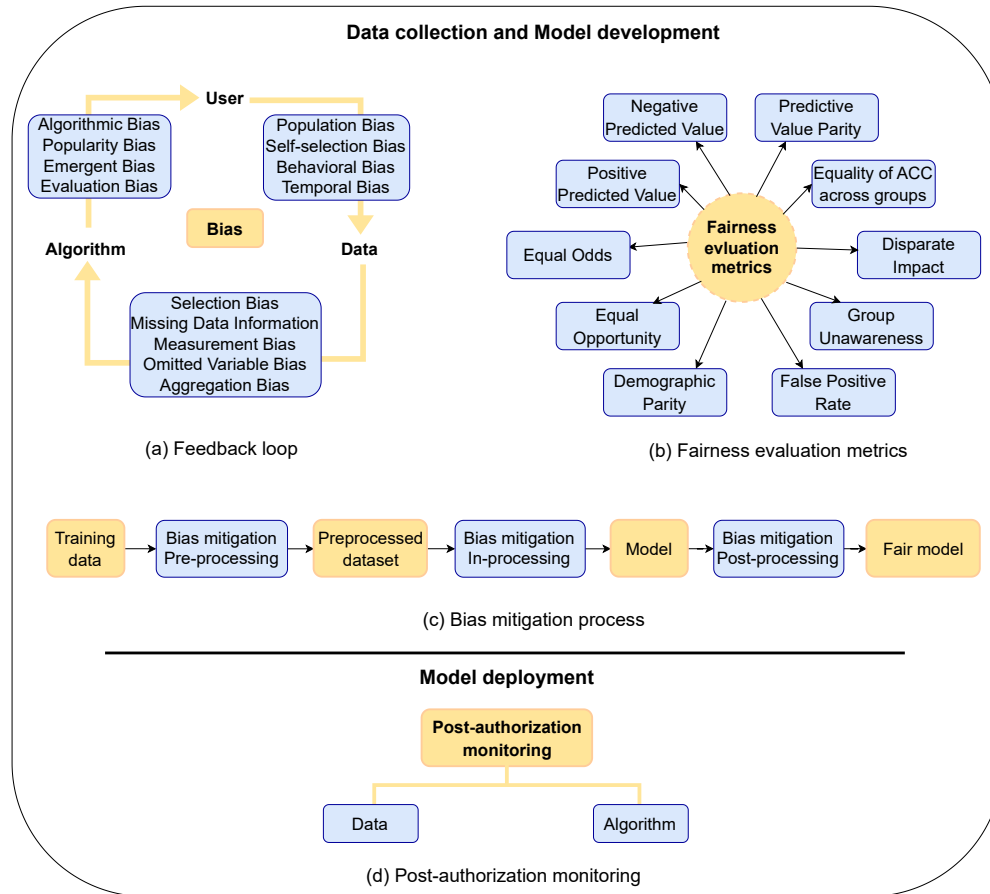 Data collection and Model development
User
Algorithmic Bias
Popularity Bias
Emergent Bias
Evaluation Bias
Population Bias
Self-selection Bias
Behavioral Bias
Temporal Bias
Bias
Algorithm
Data
Selection Bias
Missing Data Information
Measurement Bias
Omitted Variable Bias
Aggregation Bias
(a) Feedback loop
Negative
Predicted Value
Predictive
Value Parity
Positive
Predicted Value
Equality of ACC
across groups
Fairness
evluation
metrics
Equal Odds
Disparate
Impact
Equal
Opportunity
Group
Unawareness
Demographic
Parity
False Positive
Rate
(b) Fairness evaluation metrics
Training
data
Bias mitigation
Pre-processing
Preprocessed
dataset
Bias mitigation
In-processing
Model
Bias mitigation
Post-processing
Fair model
(c) Bias mitigation process
Model deployment
Post-authorization
monitoring
Data
Algorithm
(d) Post-authorization monitoring